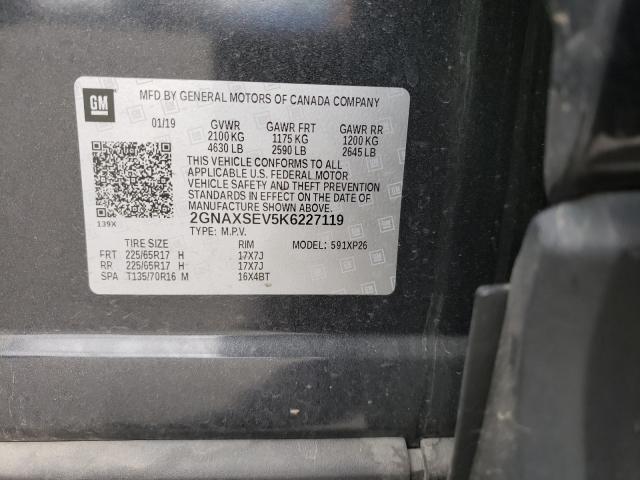 GM
MFD BY GENERAL MOTORS OF CANADA COMPANY
01/19 GVWR GAWR FRT GAWR RR
2100 KG 1175 KG 1200 KG
4630 LB 2590 LB 2645 LB
THIS VEHICLE CONFORMS TO ALL
APPLICABLE U.S. FEDERAL MOTOR
VEHICLE SAFETY AND THEFT PREVENTION
STANDARDS IN EFFECT ON THE DATE OF
MANUFACTURE SHOWN ABOVE.
139X 2GNAXSEV5K6227119
TYPE: M.P.V.
TIRE SIZE RIM MODEL: 591XP26
FRT 225/65R17 H 17X7J
RR 225/65R17 H 17X7J
SPA T135/70R16 M 16X4BT